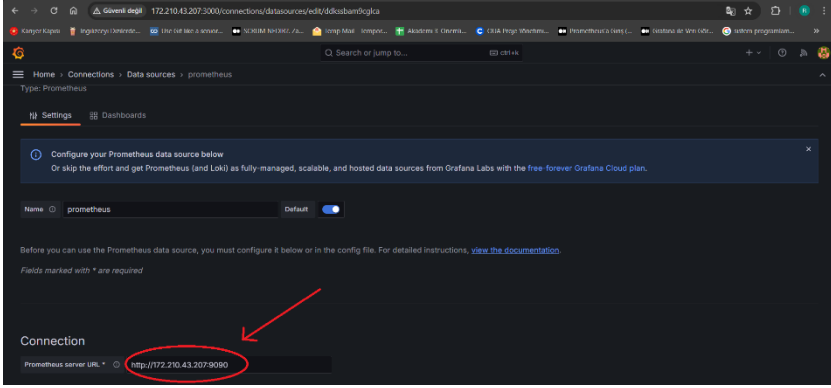 Güvenli değil 172.210.43.207:3000/connections/datasources/edit/ddkssbam9cglca
Kariyer Kapısı
Search or jump to... ctrl+k
Home > Connections > Data sources > prometheus
Type: Prometheus
Settings Dashboards
Configure your Prometheus data source below
Or skip the effort and get Prometheus (and Loki) as fully-managed, scalable, and hosted data sources from Grafana Labs with the free-forever Grafana Cloud plan.
Name prometheus Default
Before you can use the Prometheus data source, you must configure it below or in the config file. For detailed instructions, view the documentation.
Fields marked with * are required
Connection
Prometheus server URL * http://172.210.43.207:9090